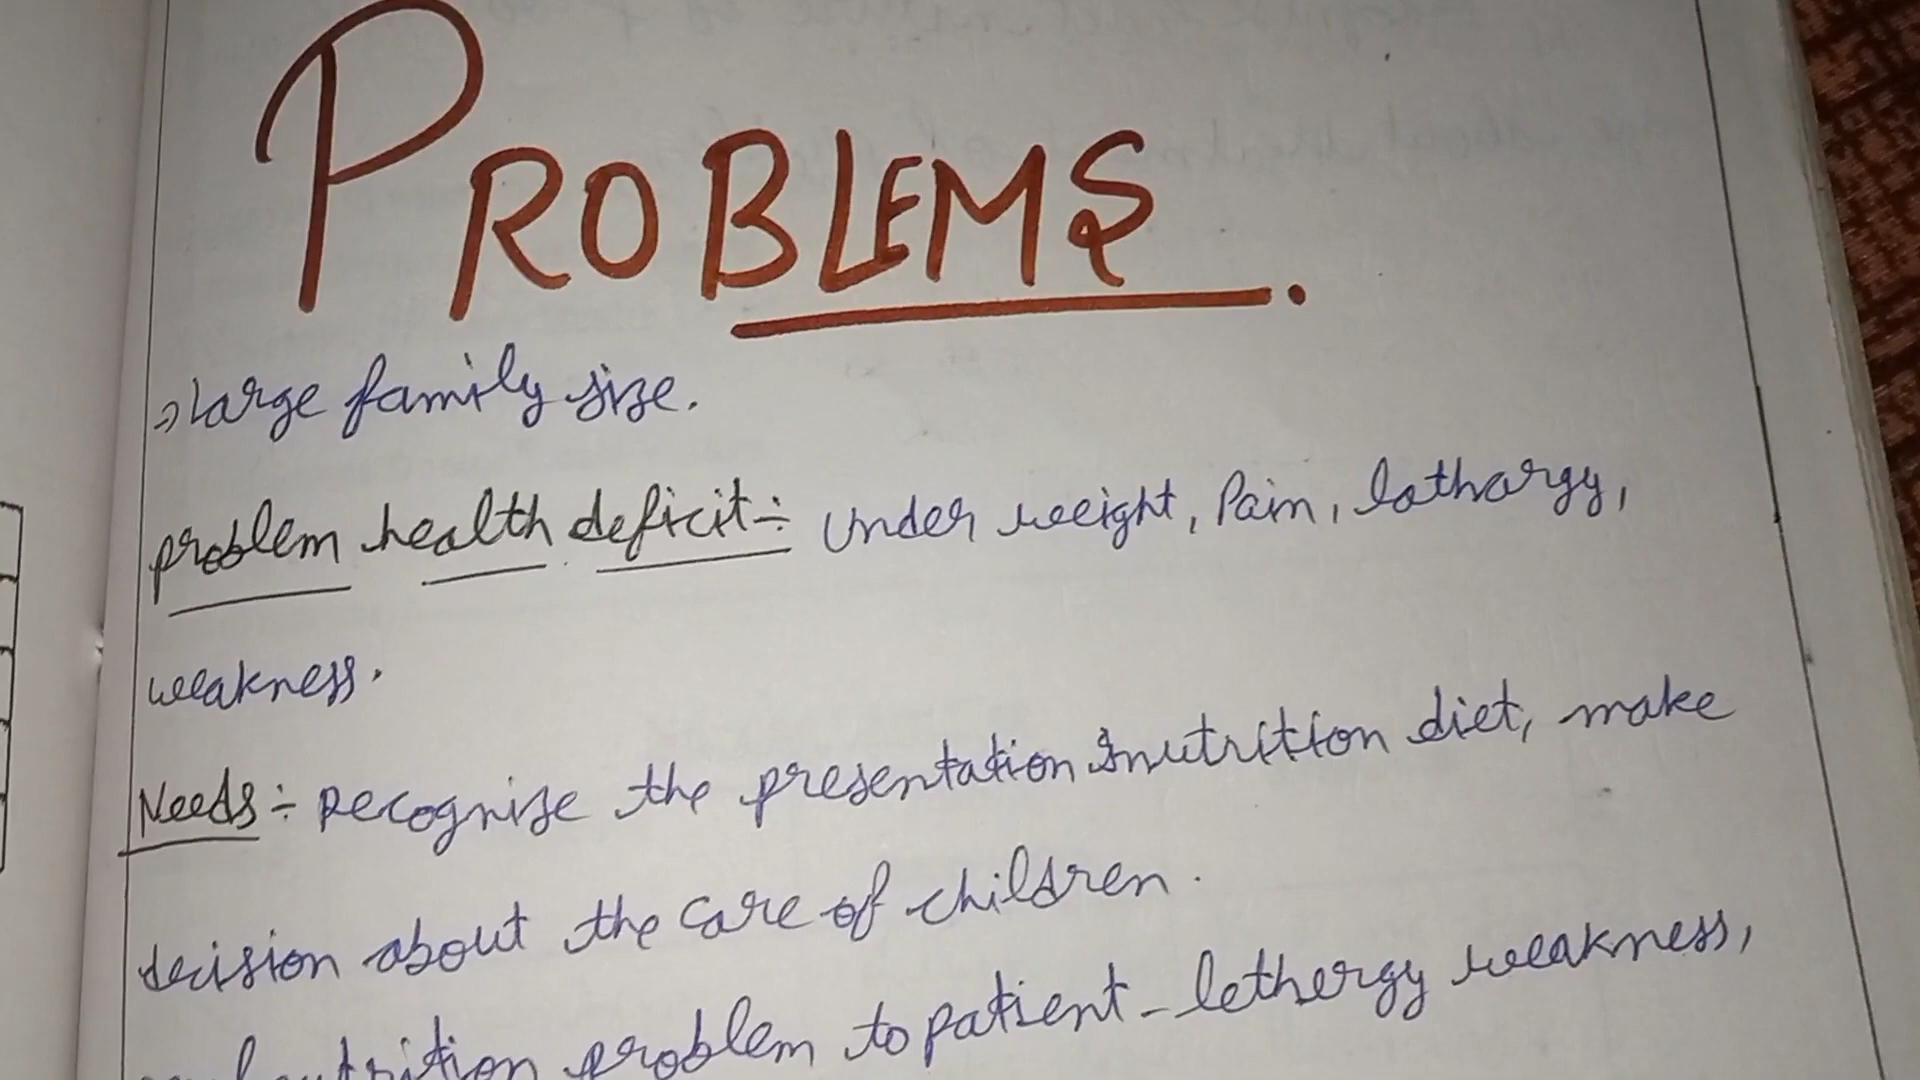 PROBLEMS.
⇒ Large family size.
problem health deficit÷ under weight, Pain, lathargy,
weakness.
Needs÷ Recognize the presentation & nutrition diet, make
decision about the care of children.
problem to patient - lethergy weakness,